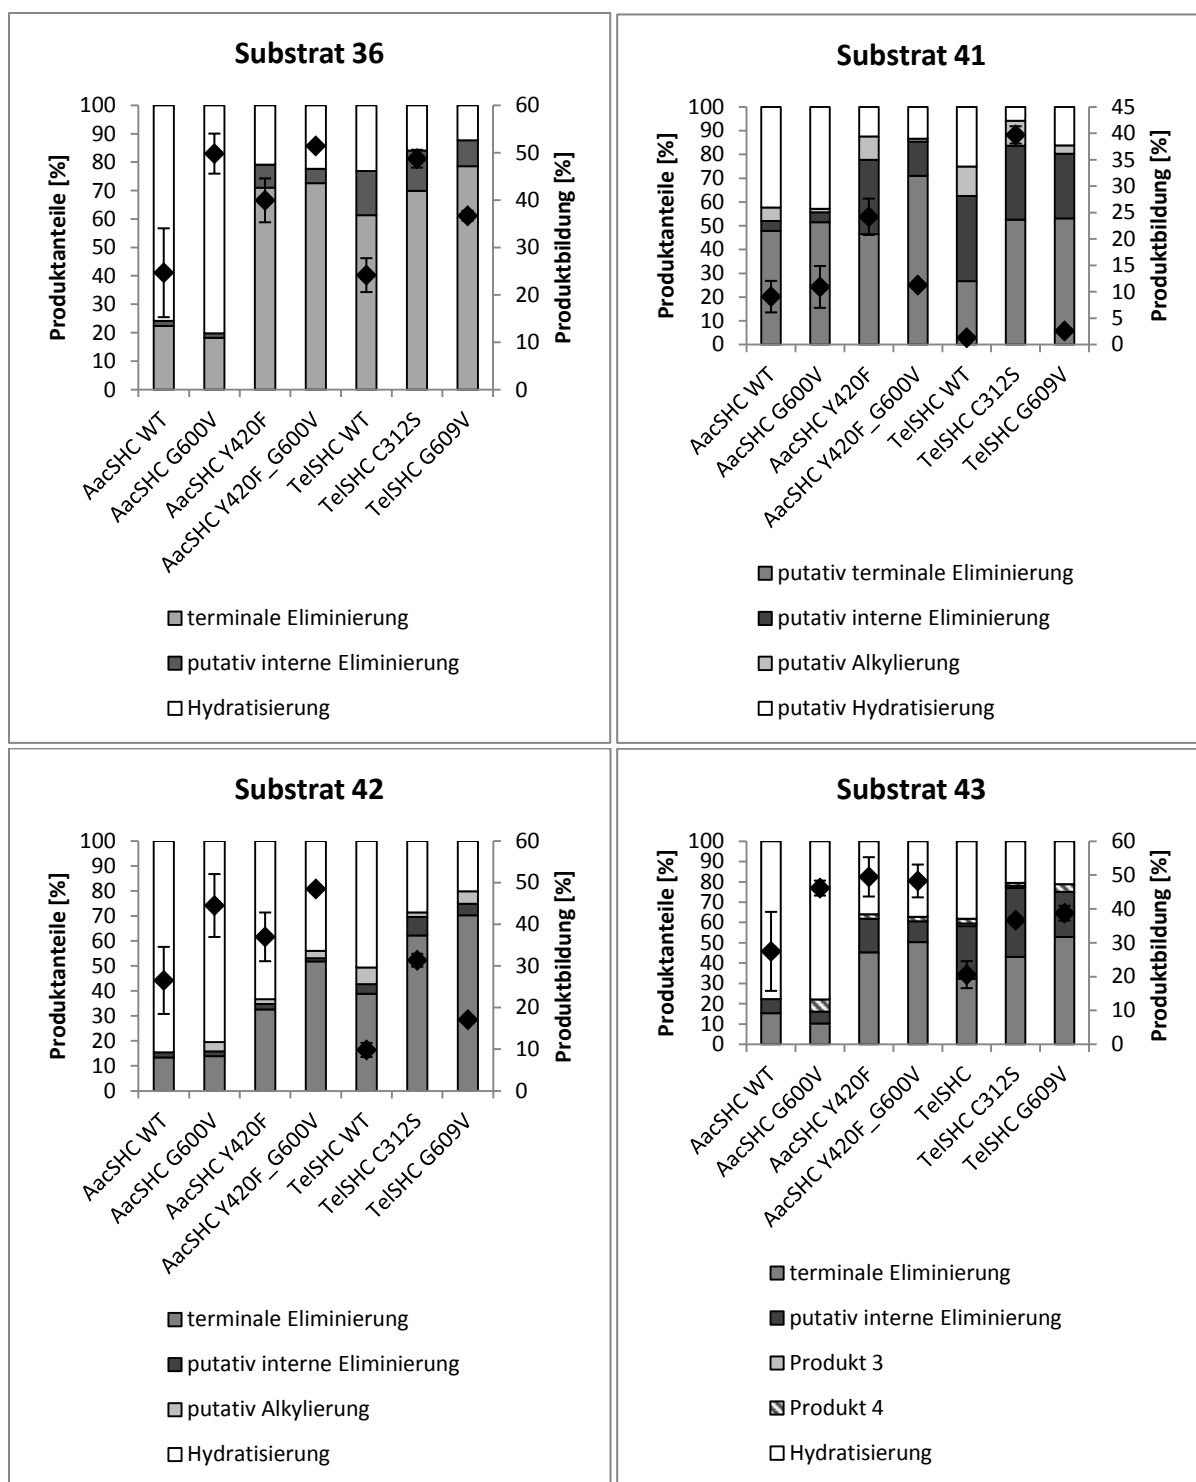 Substrat 36
Produktanteile [%]
100
90
80
70
60
50
40
30
20
10
0
60
50
40
30
20
10
0
Produktbildung [%]
AacSHC WT
AacSHC G600V
AacSHC Y420F
AacSHC Y420F_G600V
TelSHC WT
TelSHC C312S
TelSHC G609V
terminale Eliminierung
putativ interne Eliminierung
Hydratisierung
Substrat 41
Produktanteile [%]
100
90
80
70
60
50
40
30
20
10
0
45
40
35
30
25
20
15
10
5
0
Produktbildung [%]
AacSHC WT
AacSHC G600V
AacSHC Y420F
AacSHC Y420F_G600V
TelSHC WT
TelSHC C312S
TelSHC G609V
putativ terminale Eliminierung
putativ interne Eliminierung
putativ Alkylierung
putativ Hydratisierung
Substrat 42
Produktanteile [%]
100
90
80
70
60
50
40
30
20
10
0
60
50
40
30
20
10
0
Produktbildung [%]
AacSHC WT
AacSHC G600V
AacSHC Y420F
AacSHC Y420F_G600V
TelSHC WT
TelSHC C312S
TelSHC G609V
terminale Eliminierung
putativ interne Eliminierung
putativ Alkylierung
Hydratisierung
Substrat 43
Produktanteile [%]
100
90
80
70
60
50
40
30
20
10
0
60
50
40
30
20
10
0
Produktbildung [%]
AacSHC WT
AacSHC G600V
AacSHC Y420F
AacSHC Y420F_G600V
TelSHC
TelSHC C312S
TelSHC G609V
terminale Eliminierung
putativ interne Eliminierung
Produkt 3
Produkt 4
Hydratisierung